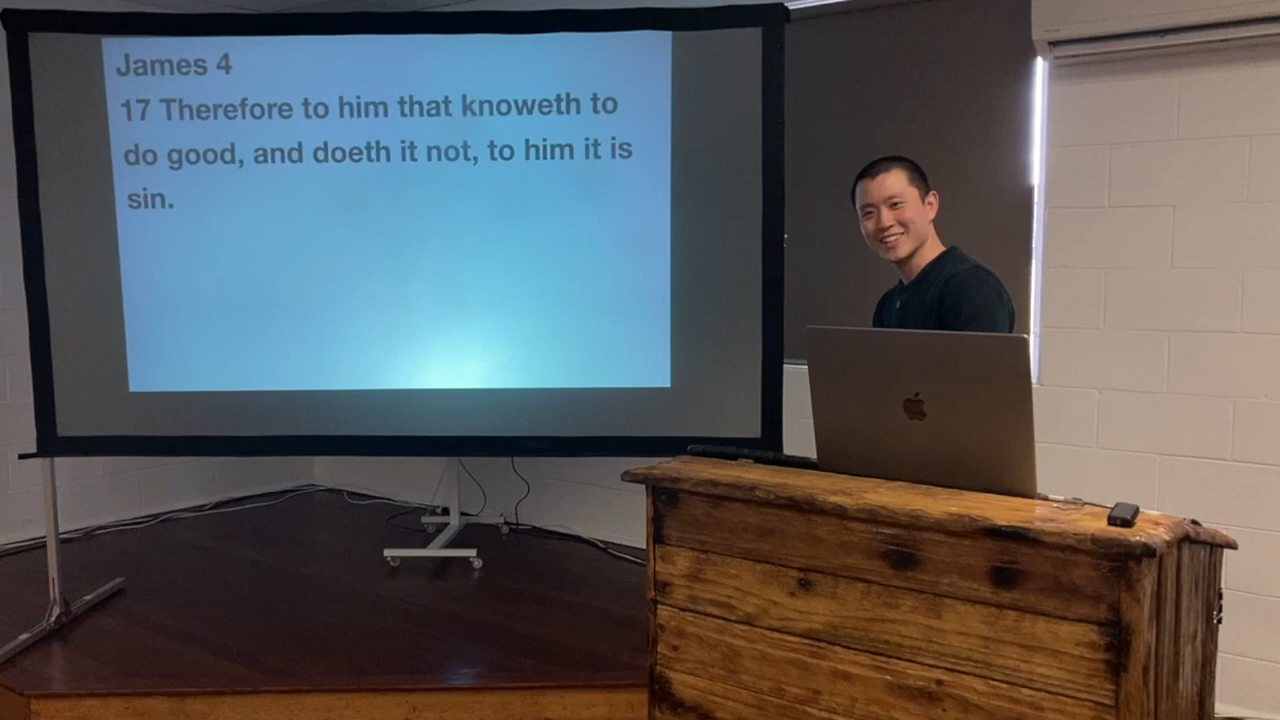 James 4
17 Therefore to him that knoweth to
do good, and doeth it not, to him it is
sin.